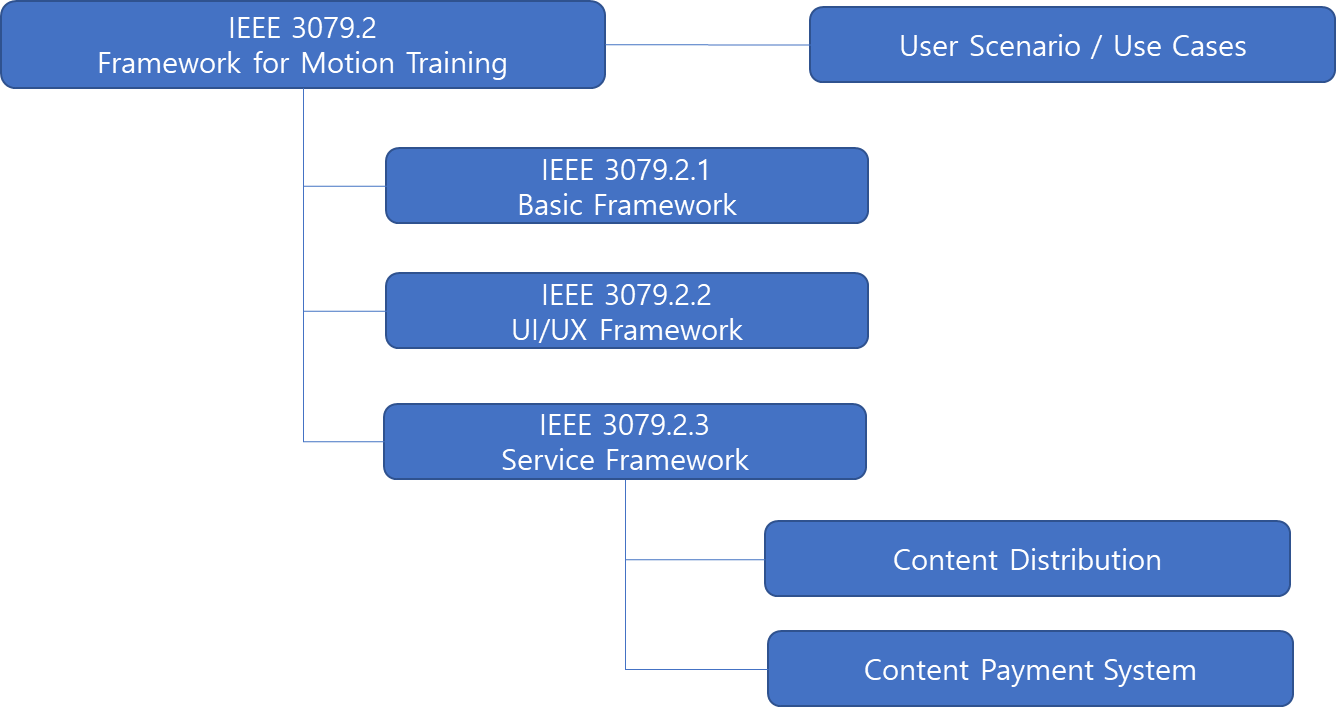 IEEE 3079.2
Framework for Motion Training
User Scenario / Use Cases
IEEE 3079.2.1
Basic Framework
IEEE 3079.2.2
UI/UX Framework
IEEE 3079.2.3
Service Framework
Content Distribution
Content Payment System